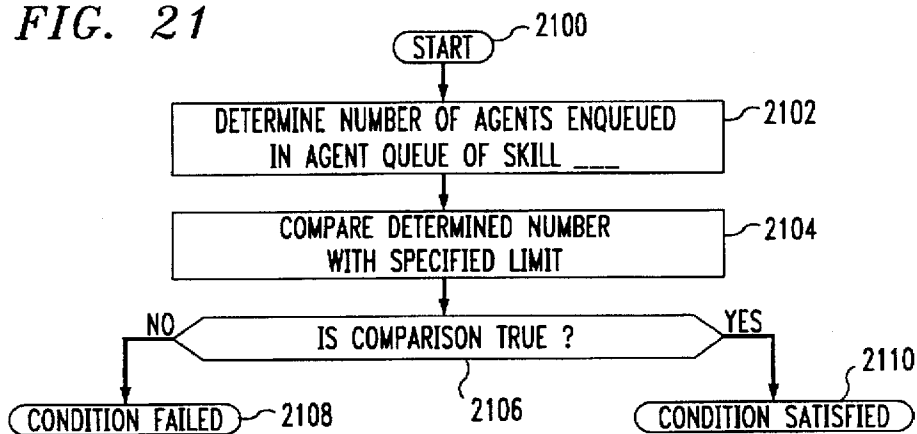 FIG. 21
START
2100
DETERMINE NUMBER OF AGENTS ENQUEUED
IN AGENT QUEUE OF SKILL ___
2102
COMPARE DETERMINED NUMBER
WITH SPECIFIED LIMIT
2104
NO
IS COMPARISON TRUE ?
YES
2106
CONDITION FAILED
2108
CONDITION SATISFIED
2110